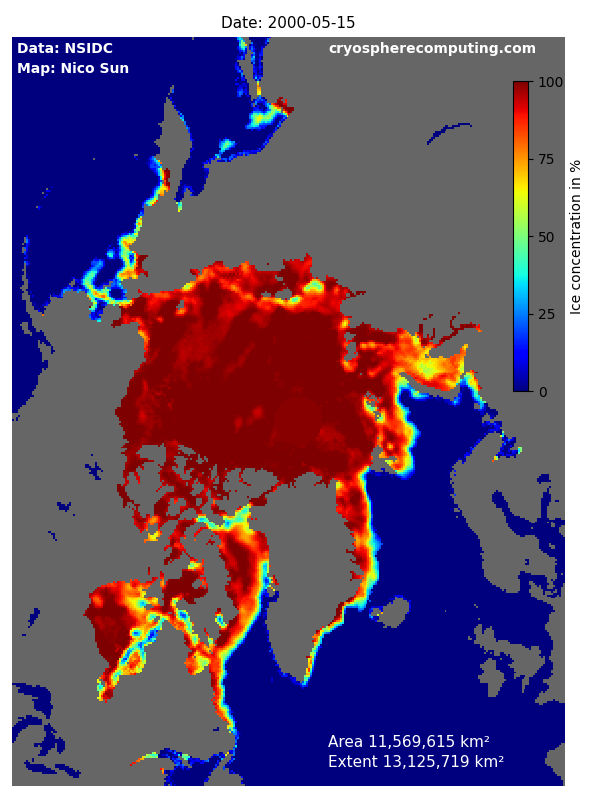 Date: 2000-05-15
Data: NSIDC
Map: Nico Sun
cryospherecomputing.com
100
75
50
25
0
Ice concentration in %
Area 11,569,615 km²
Extent 13,125,719 km²